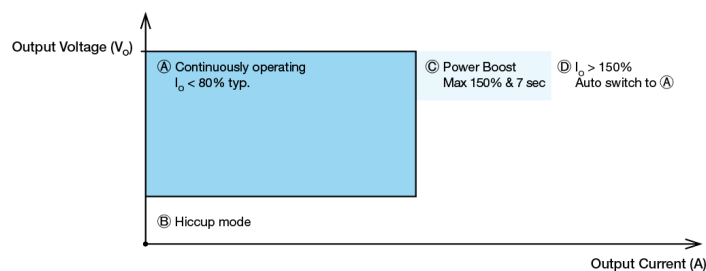 Output Voltage (Vo)
Ⓐ Continuously operating
Io < 80% typ.
Ⓒ Power Boost
Max 150% & 7 sec
Ⓓ Io > 150%
Auto switch to Ⓐ
Ⓑ Hiccup mode
Output Current (A)